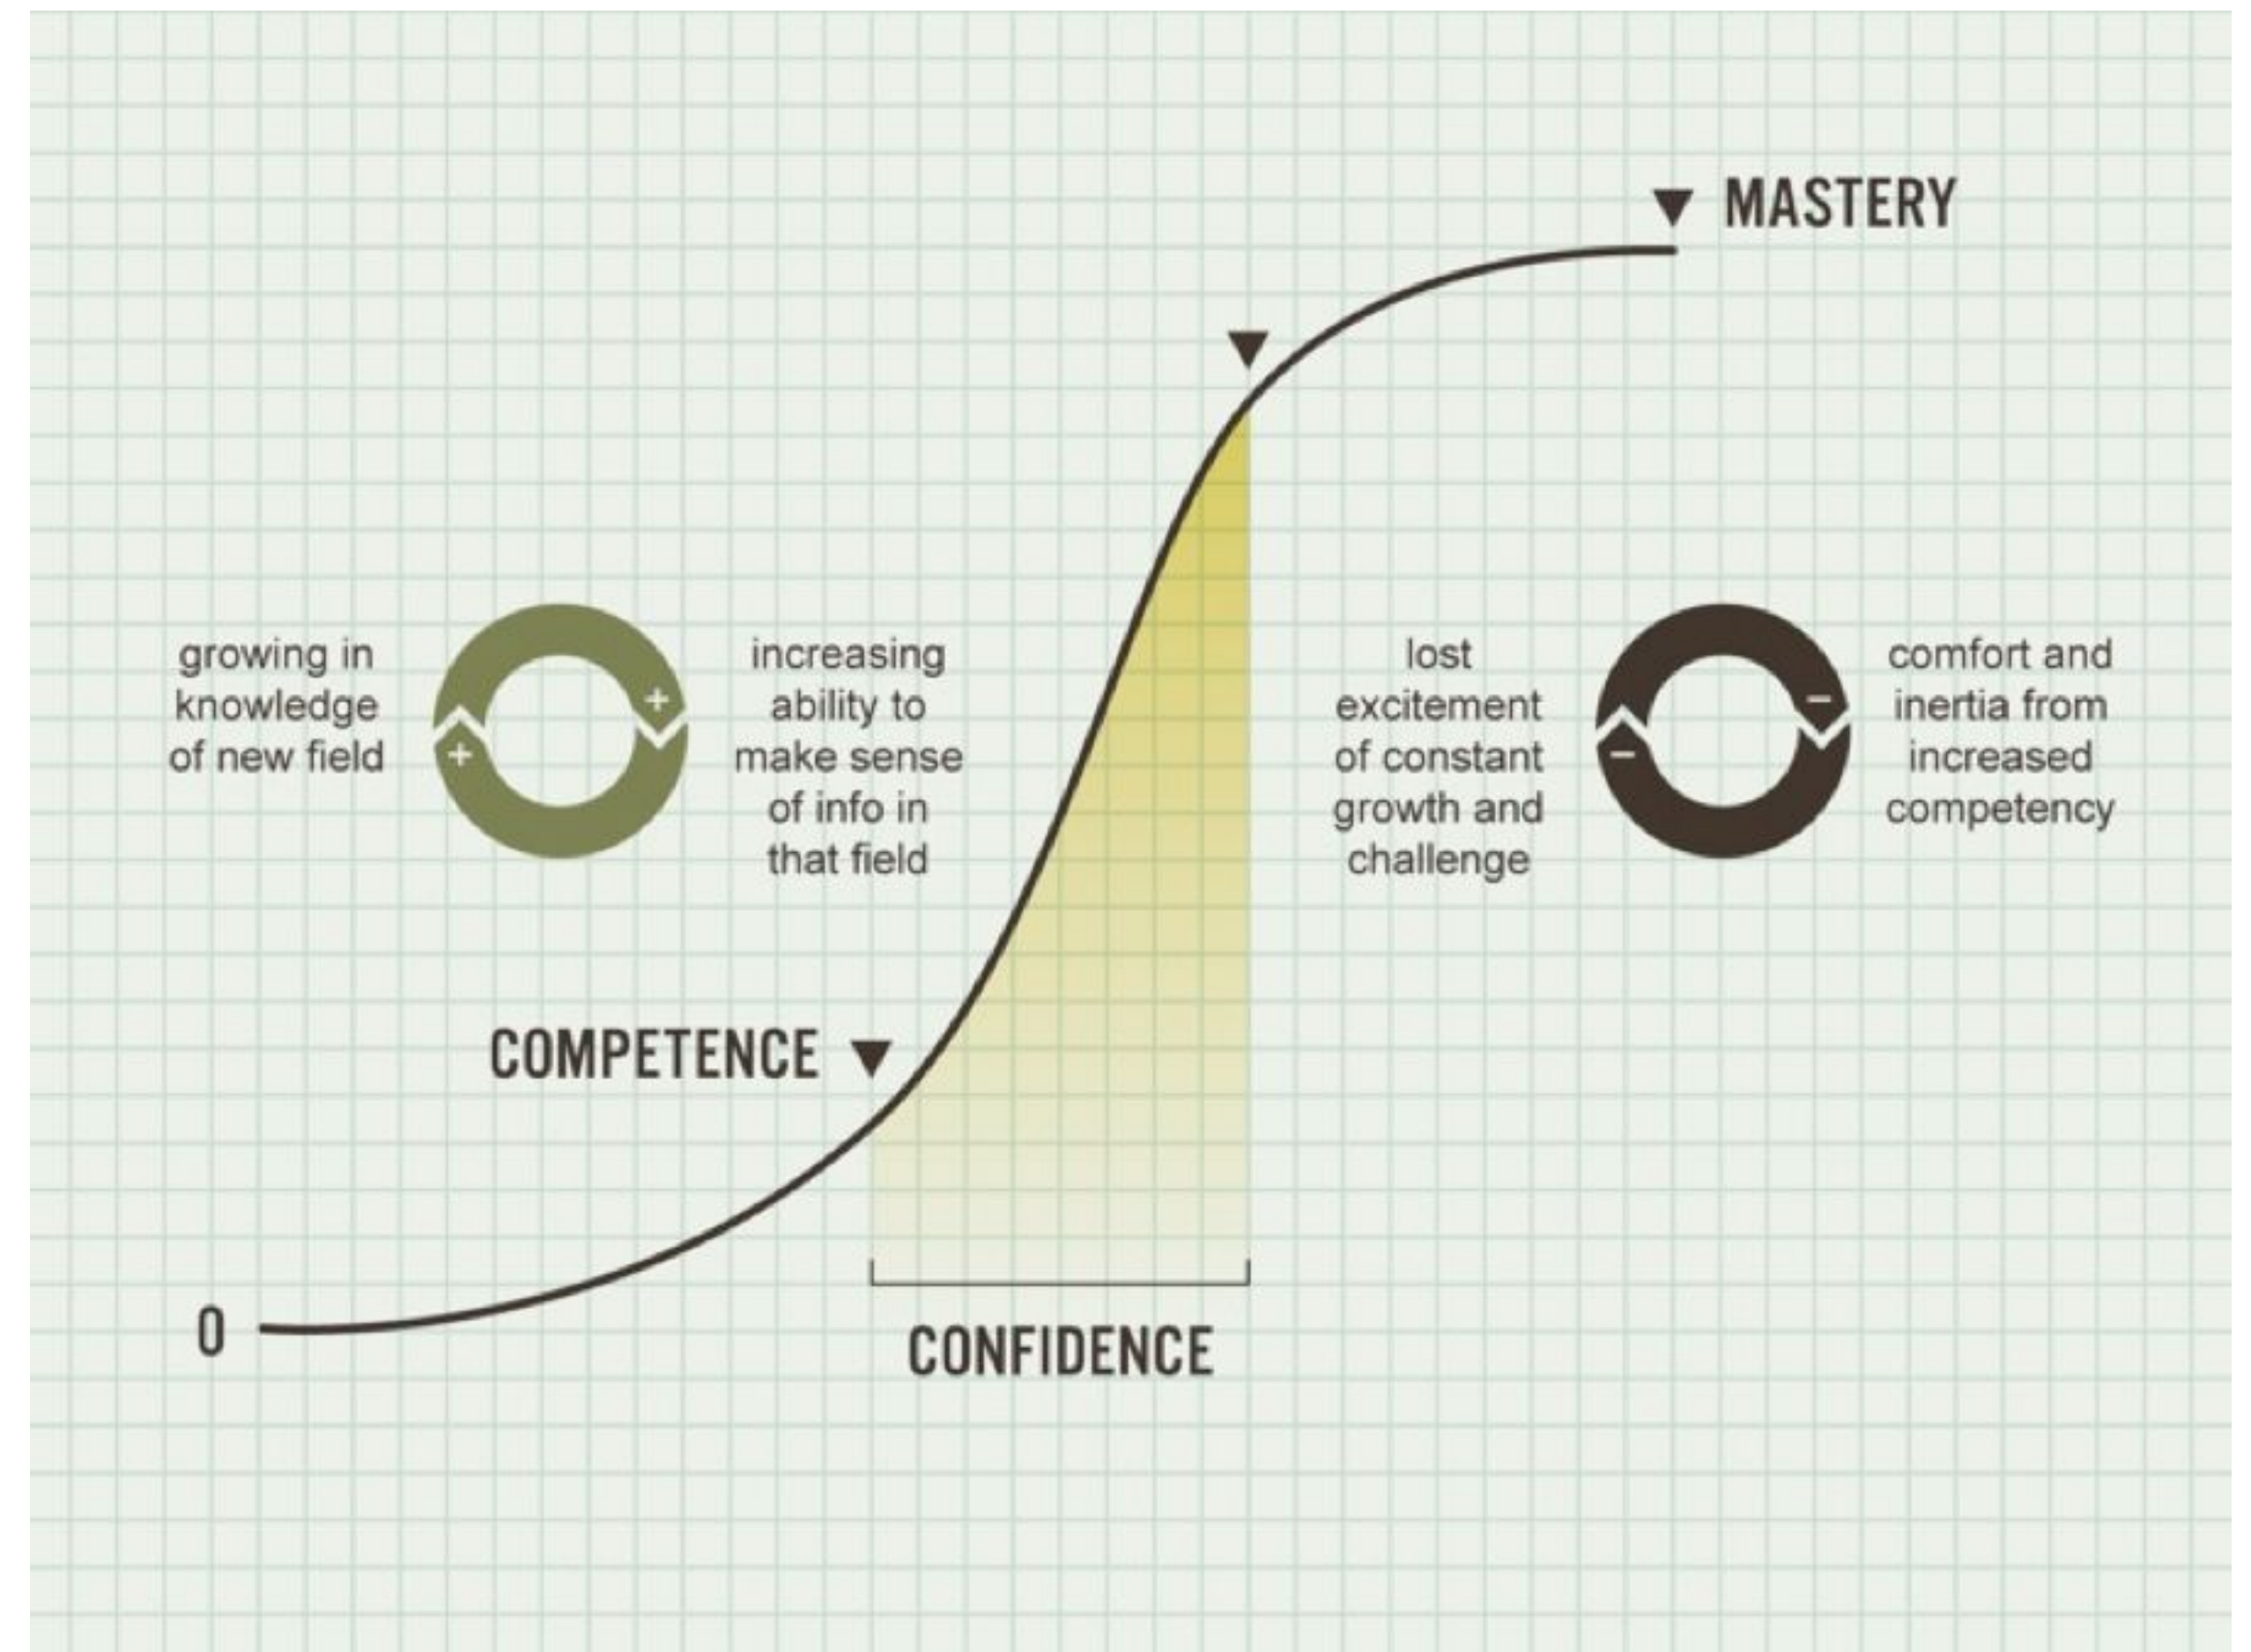 MASTERY
growing in
knowledge
of new field
+
+
increasing
ability to
make sense
of info in
that field
lost
excitement
of constant
growth and
challenge
–
–
comfort and
inertia from
increased
competency
COMPETENCE
0
CONFIDENCE